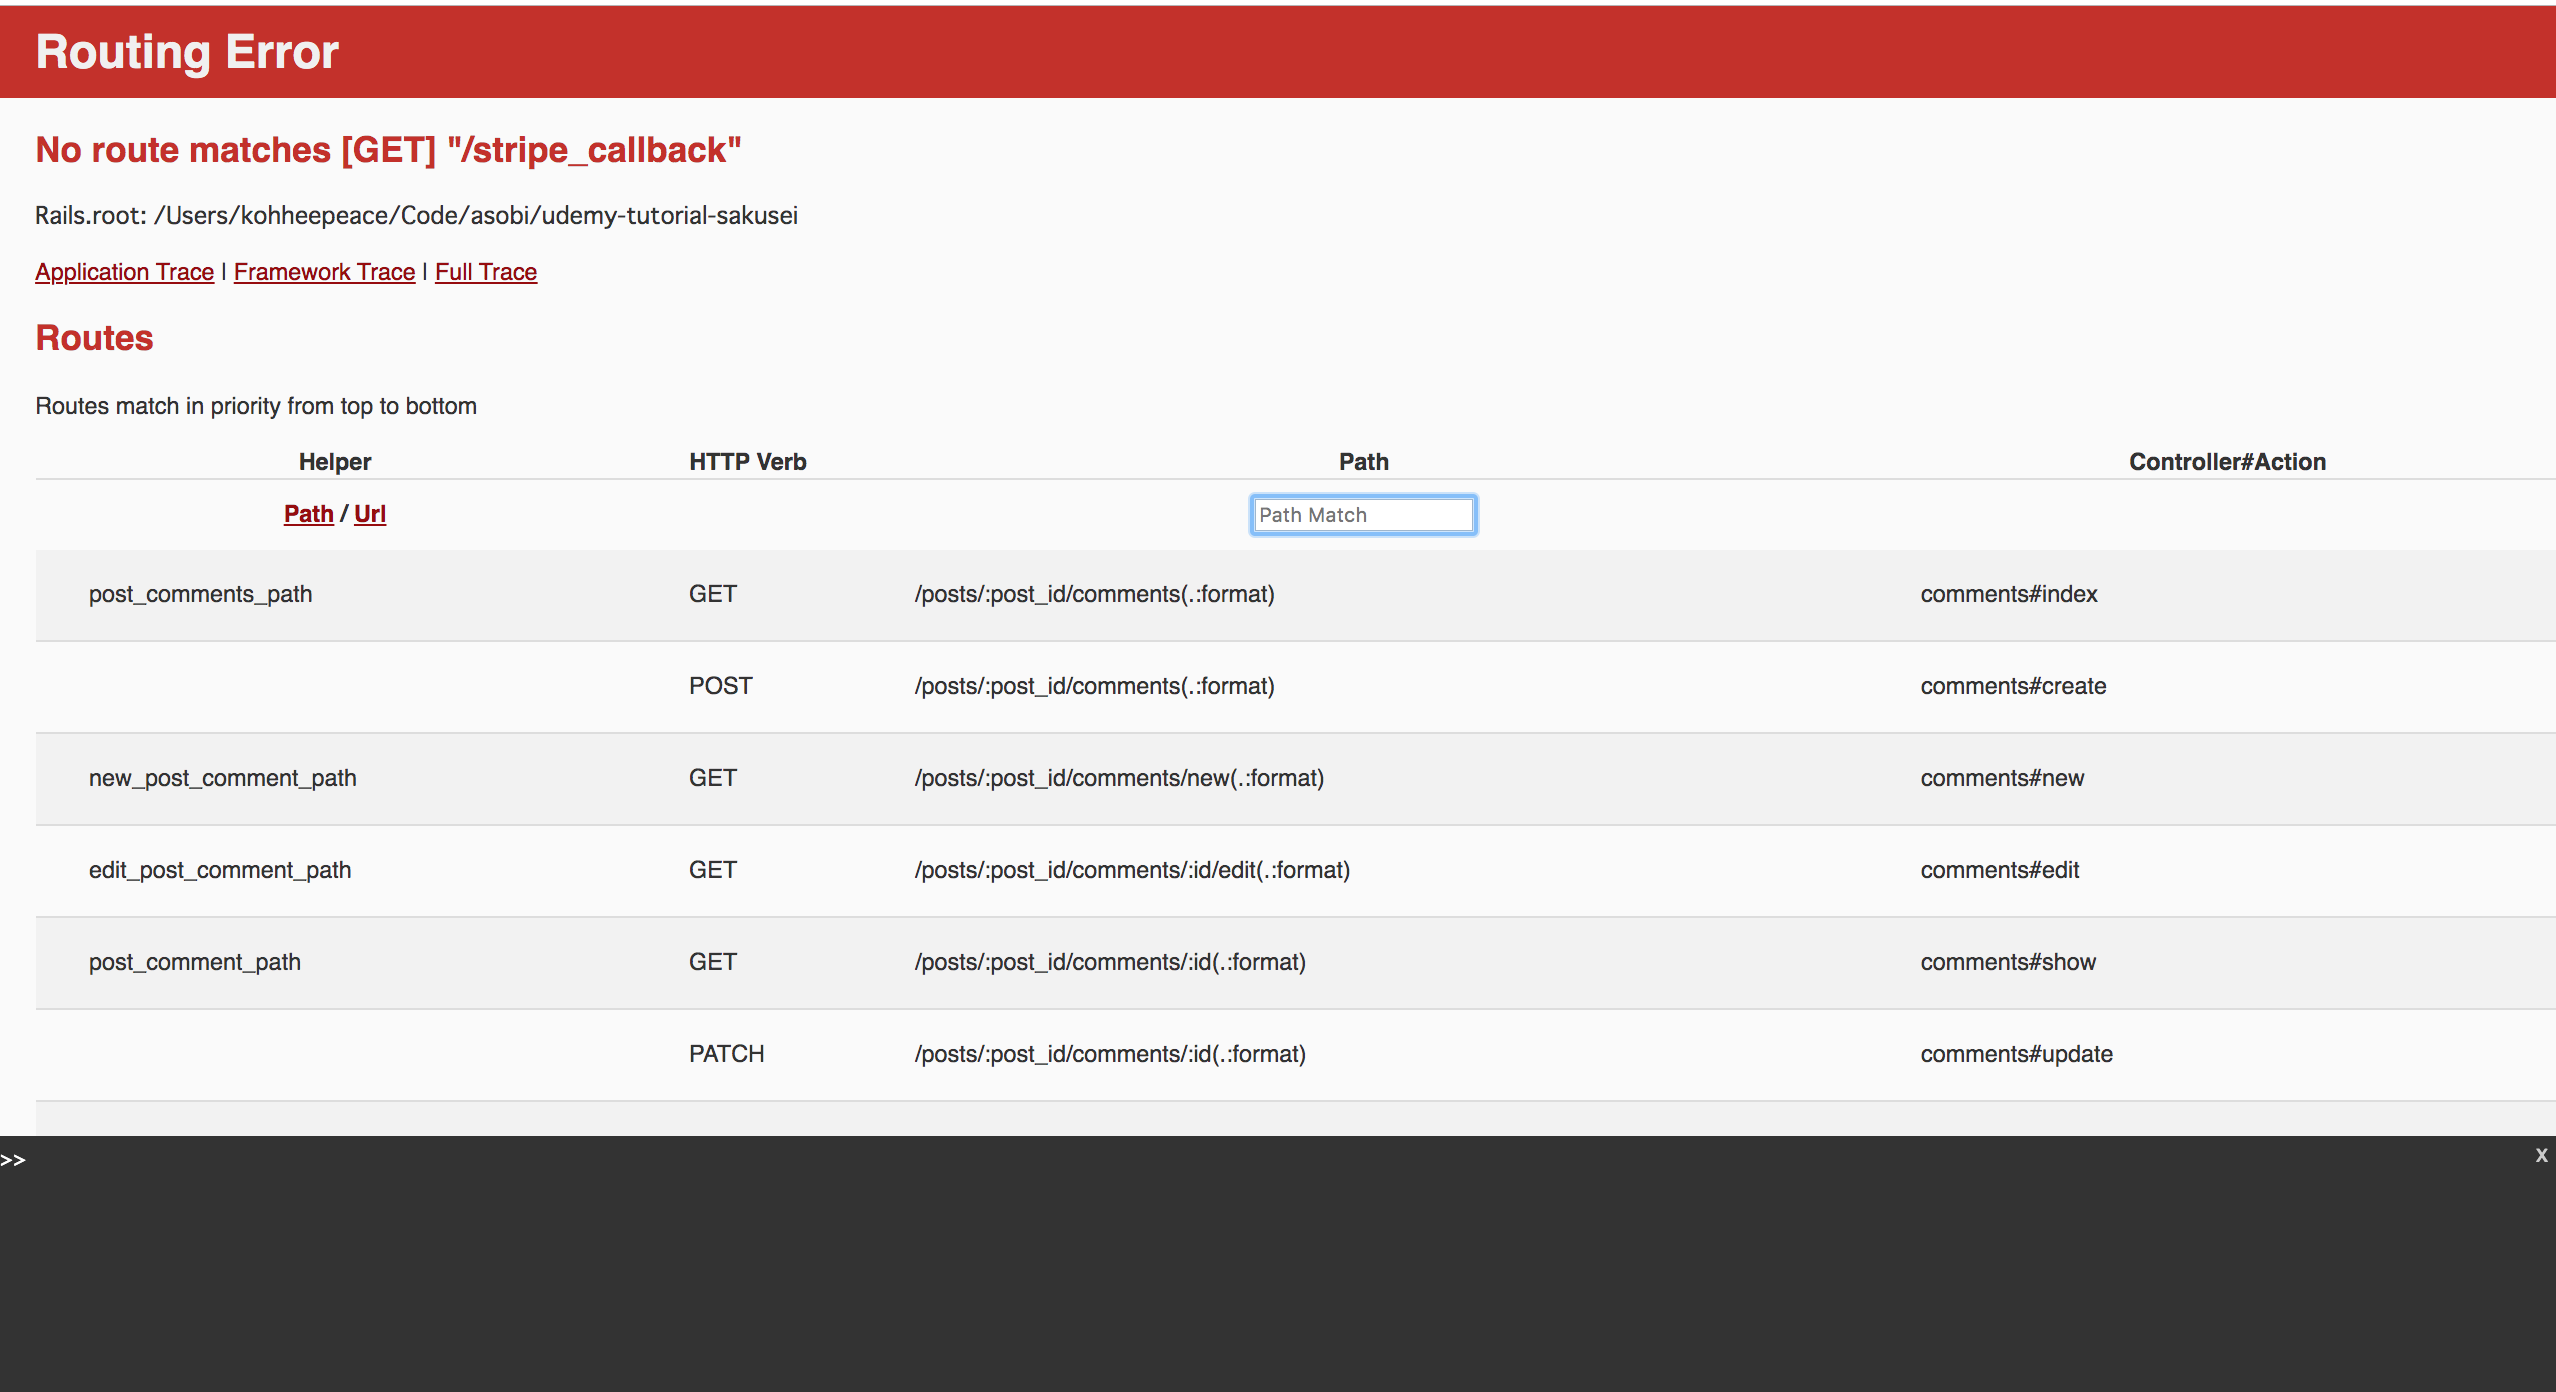 Routing Error
No route matches [GET] "/stripe_callback"
Rails.root: /Users/kohheepeace/Code/asobi/udemy-tutorial-sakusei
Application Trace | Framework Trace | Full Trace
Routes
Routes match in priority from top to bottom
Helper HTTP Verb Path Controller#Action
Path / Url Path Match
post_comments_path GET /posts/:post_id/comments(.:format) comments#index
POST /posts/:post_id/comments(.:format) comments#create
new_post_comment_path GET /posts/:post_id/comments/new(.:format) comments#new
edit_post_comment_path GET /posts/:post_id/comments/:id/edit(.:format) comments#edit
post_comment_path GET /posts/:post_id/comments/:id(.:format) comments#show
PATCH /posts/:post_id/comments/:id(.:format) comments#update
>> x